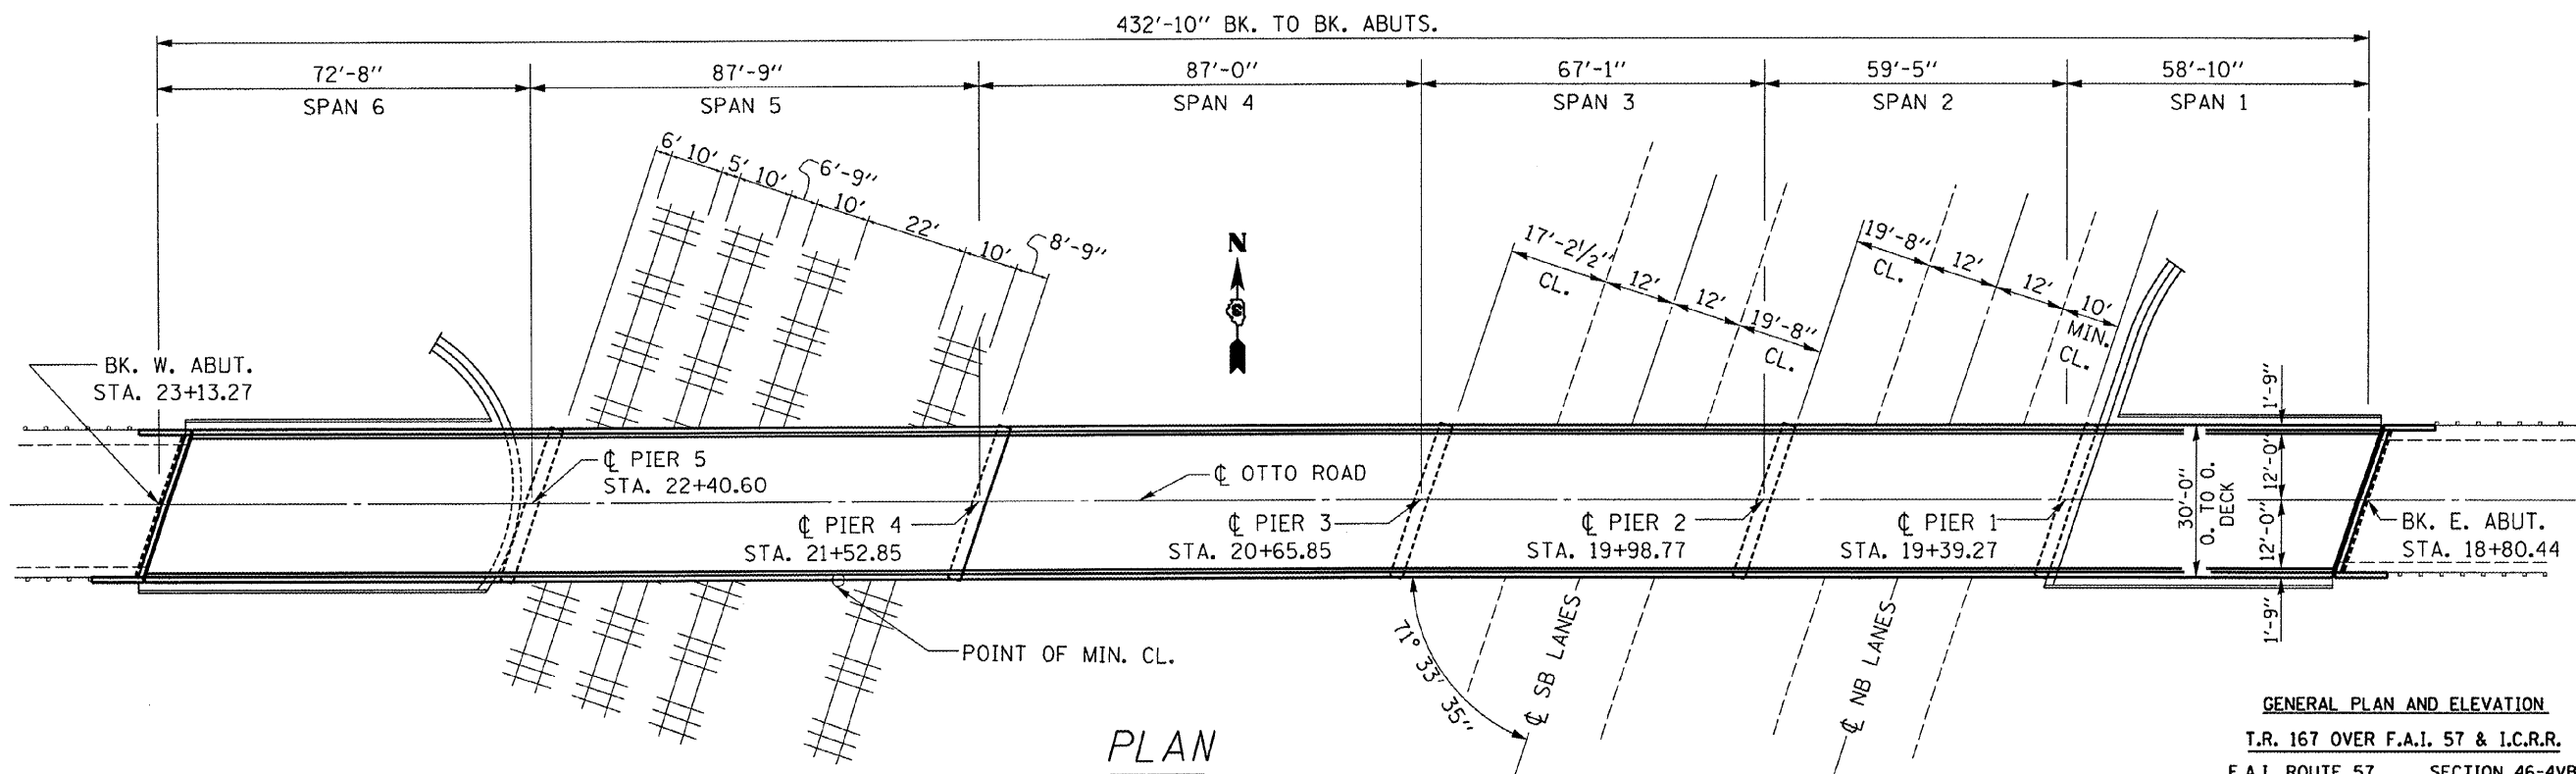 432'-10" BK. TO BK. ABUTS.
72'-8"
SPAN 6
87'-9"
SPAN 5
87'-0"
SPAN 4
67'-1"
SPAN 3
59'-5"
SPAN 2
58'-10"
SPAN 1
6'
10'
5'
10'
6'-9"
10'
22'
10'
8'-9"
N
17'-2½"
CL.
12'
12'
19'-8"
CL.
19'-8"
CL.
12'
12'
10'
MIN.
CL.
BK. W. ABUT.
STA. 23+13.27
℄ PIER 5
STA. 22+40.60
℄ PIER 4
STA. 21+52.85
℄ OTTO ROAD
℄ PIER 3
STA. 20+65.85
℄ PIER 2
STA. 19+98.77
℄ PIER 1
STA. 19+39.27
30'-0"
O. TO O.
DECK
1'-9"
12'-0"
12'-0"
1'-9"
BK. E. ABUT.
STA. 18+80.44
POINT OF MIN. CL.
71° 33' 35"
℄ SB LANES
℄ NB LANES
PLAN
GENERAL PLAN AND ELEVATION
T.R. 167 OVER F.A.I. 57 & I.C.R.R.
F.A.I. ROUTE 57 SECTION 46-4VB